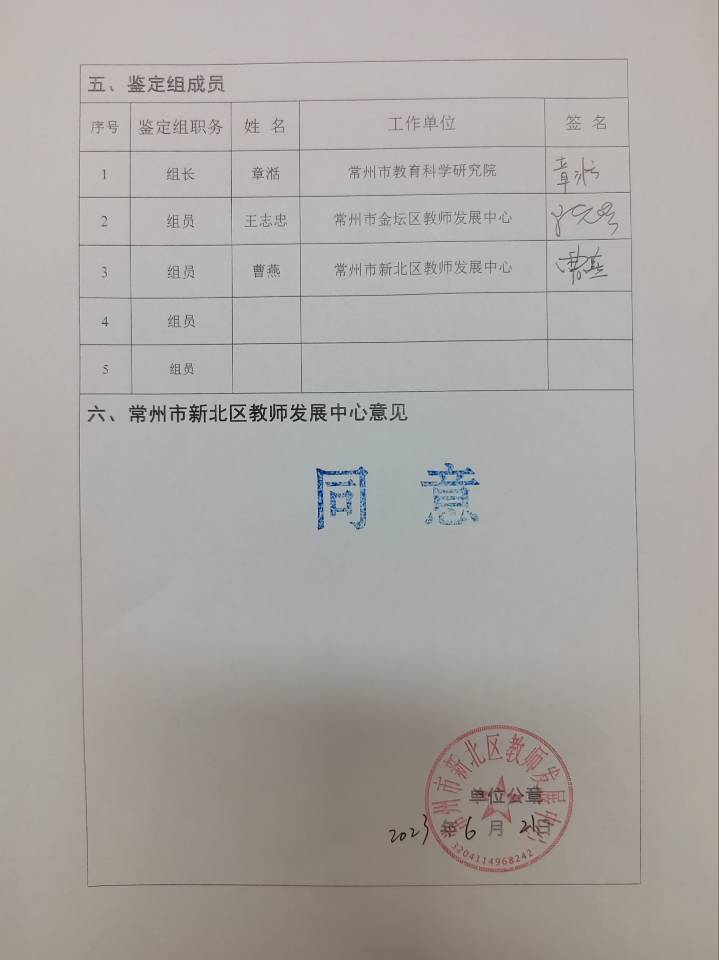 五、鉴定组成员
序号 鉴定组职务 姓 名 工作单位 签 名
1 组长 章湉 常州市教育科学研究院 章湉
2 组员 王志忠 常州市金坛区教师发展中心
3 组员 曹燕 常州市新北区教师发展中心 曹燕
4 组员
5 组员
六、常州市新北区教师发展中心意见
同 意
常州市新北区教师发展中心
单位公章
2023年6月21日
3204114968242